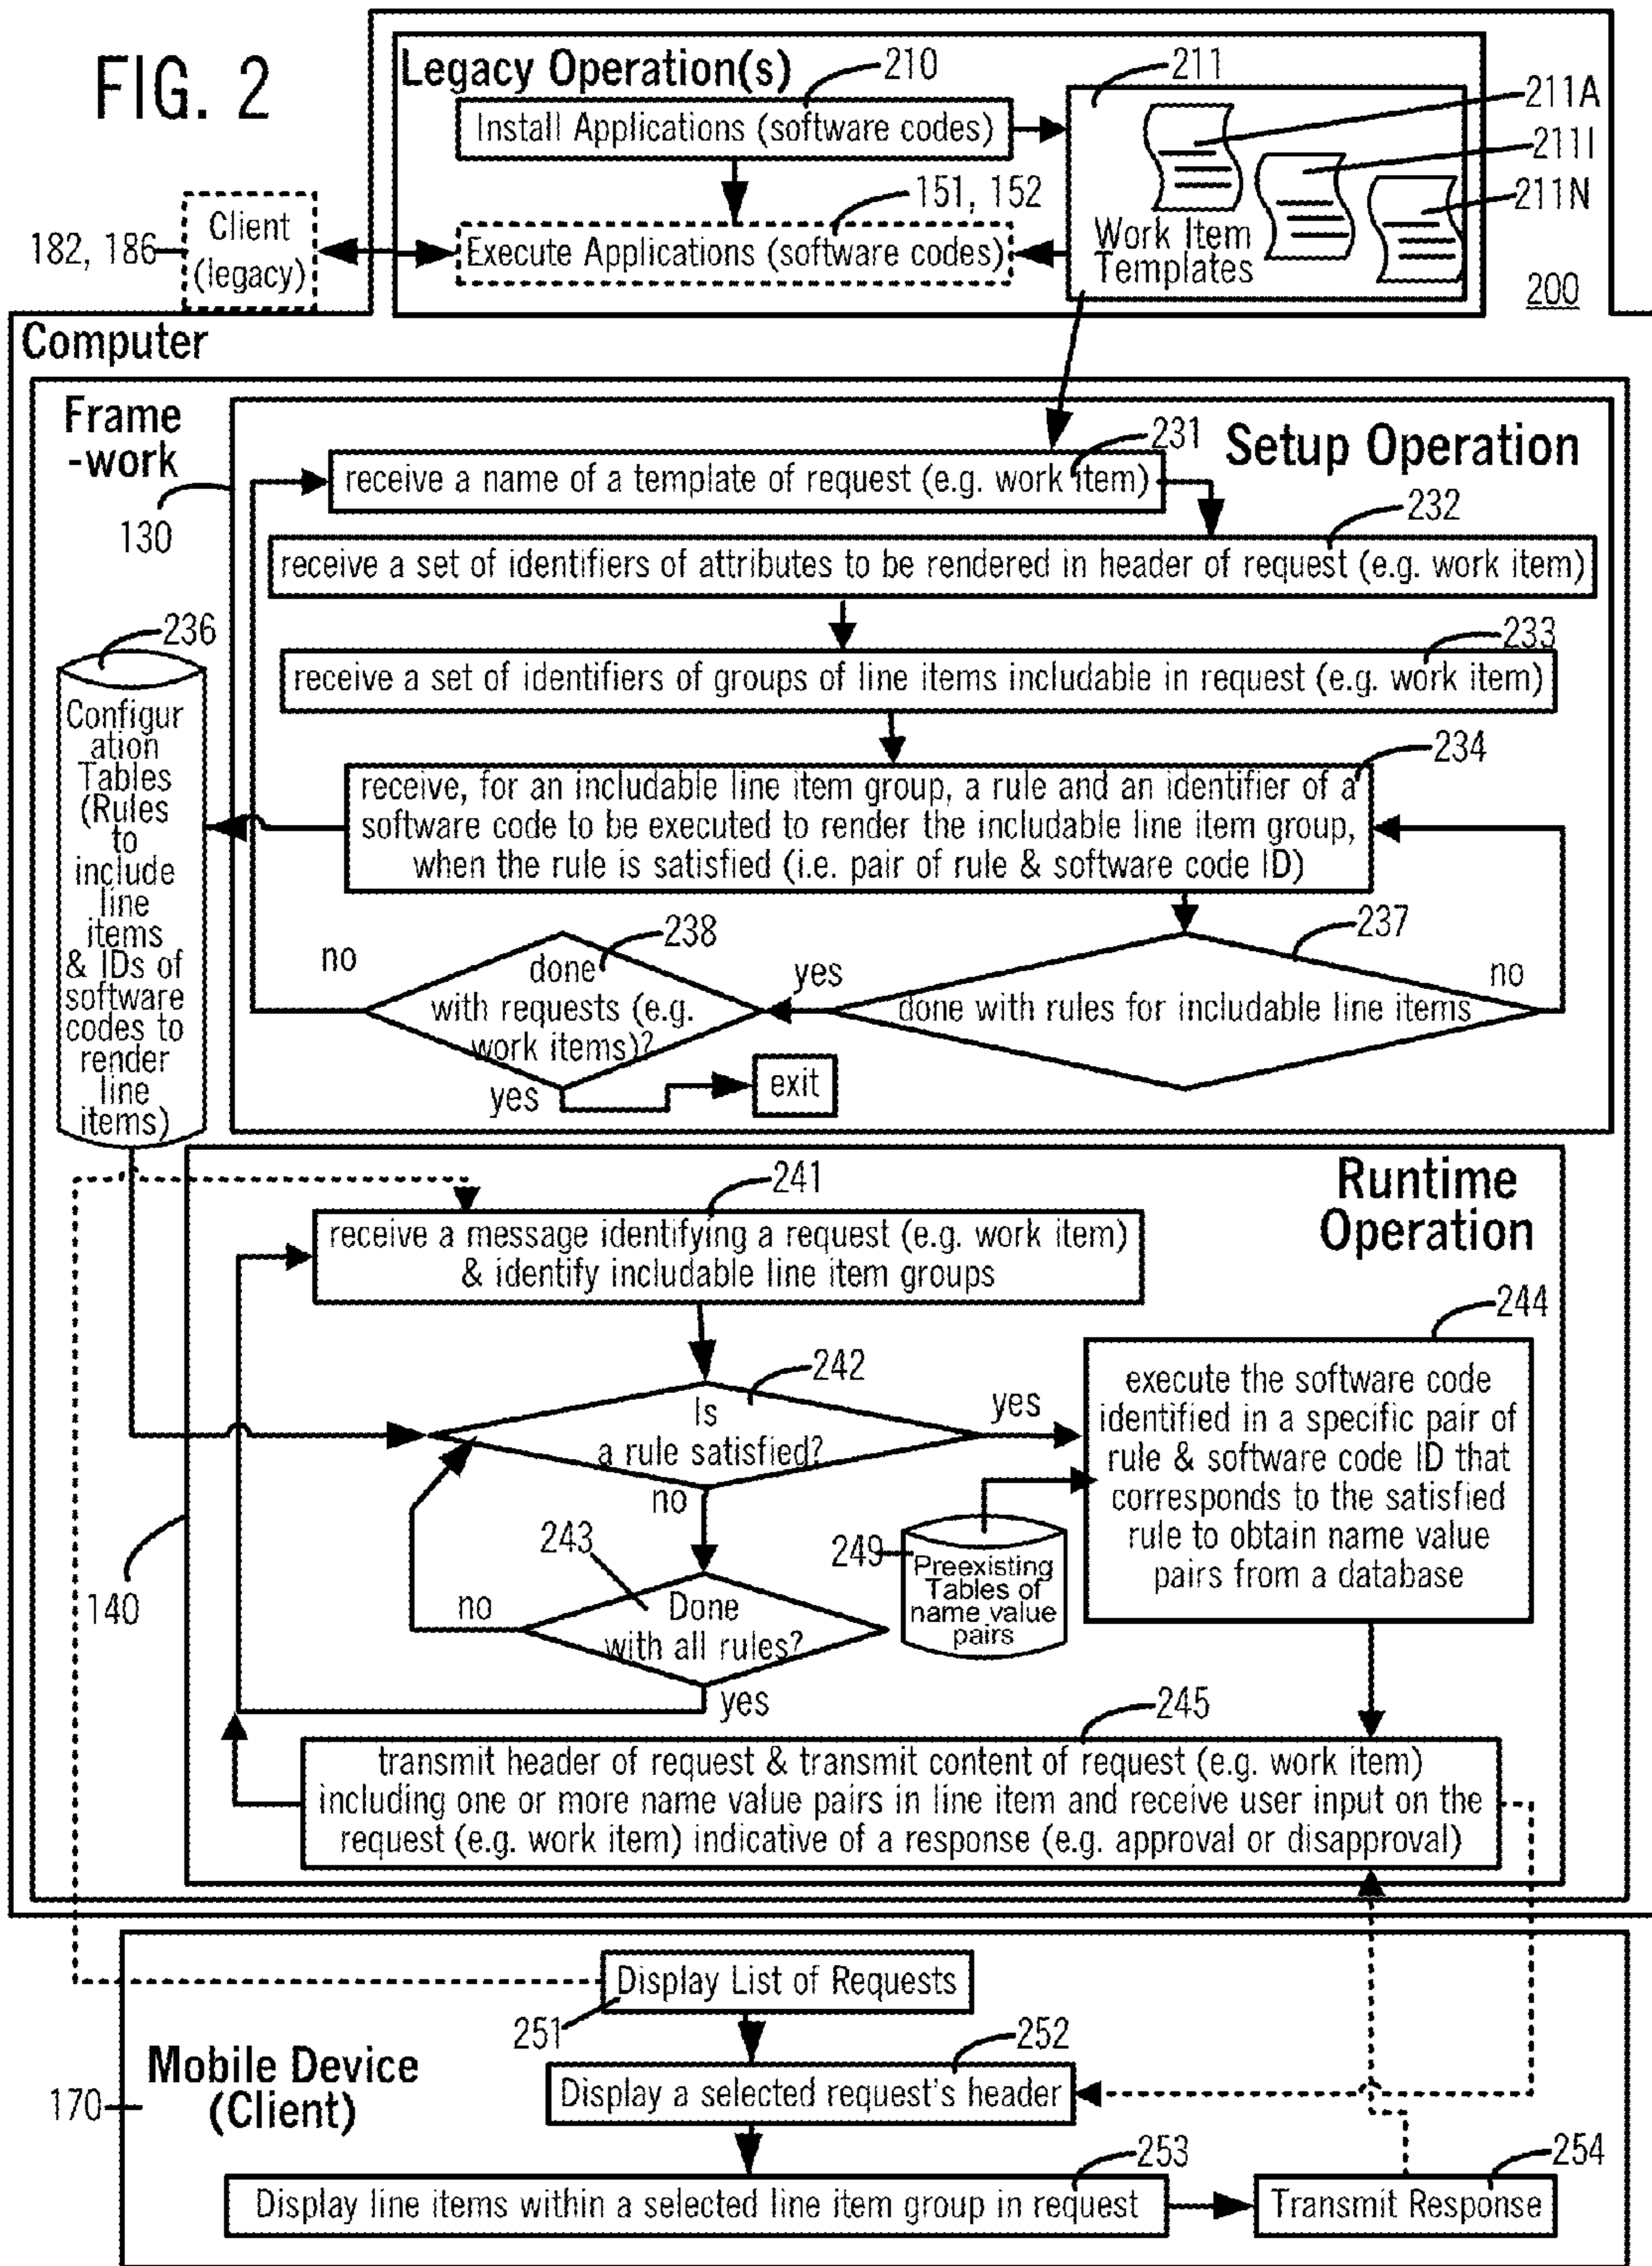 FIG. 2
Legacy Operation(s)
210
211
211A
211I
211N
Install Applications (software codes)
151, 152
Client
(legacy)
182, 186
Execute Applications (software codes)
Work Item
Templates
200
Computer
Frame
-work
130
Setup Operation
231
receive a name of a template of request (e.g. work item)
232
receive a set of identifiers of attributes to be rendered in header of request (e.g. work item)
233
receive a set of identifiers of groups of line items includable in request (e.g. work item)
236
Configur
ation
Tables
(Rules
to
include
line
items
& IDs of
software
codes to
render
line
items)
234
receive, for an includable line item group, a rule and an identifier of a
software code to be executed to render the includable line item group,
when the rule is satisfied (i.e. pair of rule & software code ID)
237
238
no
done
with requests (e.g.
work items)?
yes
done with rules for includable line items
no
yes
exit
Runtime
Operation
241
receive a message identifying a request (e.g. work item)
& identify includable line item groups
242
Is
a rule satisfied?
yes
no
244
execute the software code
identified in a specific pair of
rule & software code ID that
corresponds to the satisfied
rule to obtain name value
pairs from a database
243
no
Done
with all rules?
yes
249
Preexisting
Tables of
name value
pairs
140
245
transmit header of request & transmit content of request (e.g. work item)
including one or more name value pairs in line item and receive user input on the
request (e.g. work item) indicative of a response (e.g. approval or disapproval)
Display List of Requests
251
Mobile Device
(Client)
170
252
Display a selected request's header
253
Display line items within a selected line item group in request
254
Transmit Response